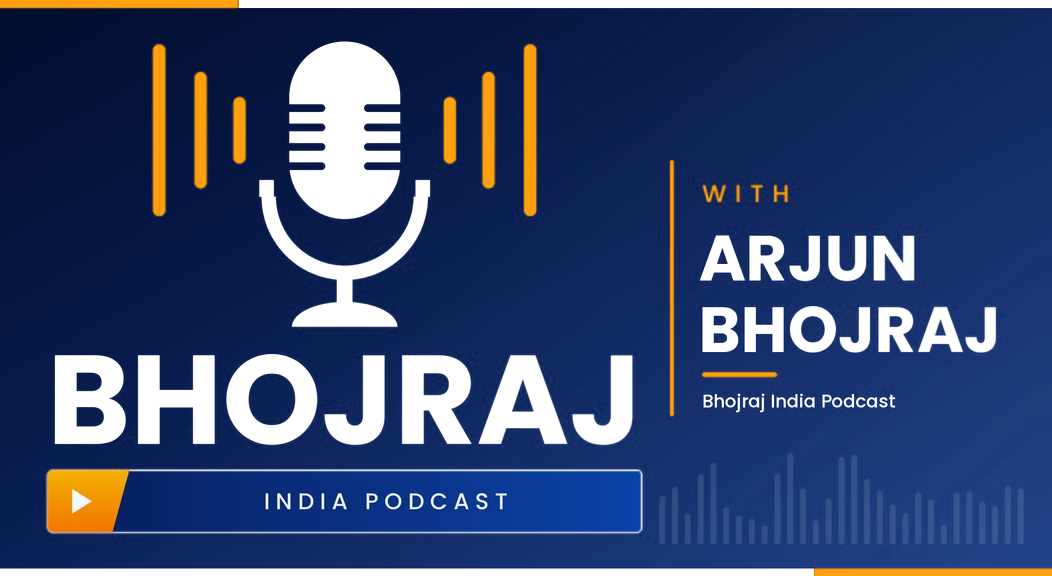 BHOJRAJ
INDIA PODCAST
WITH
ARJUN
BHOJRAJ
Bhojraj India Podcast